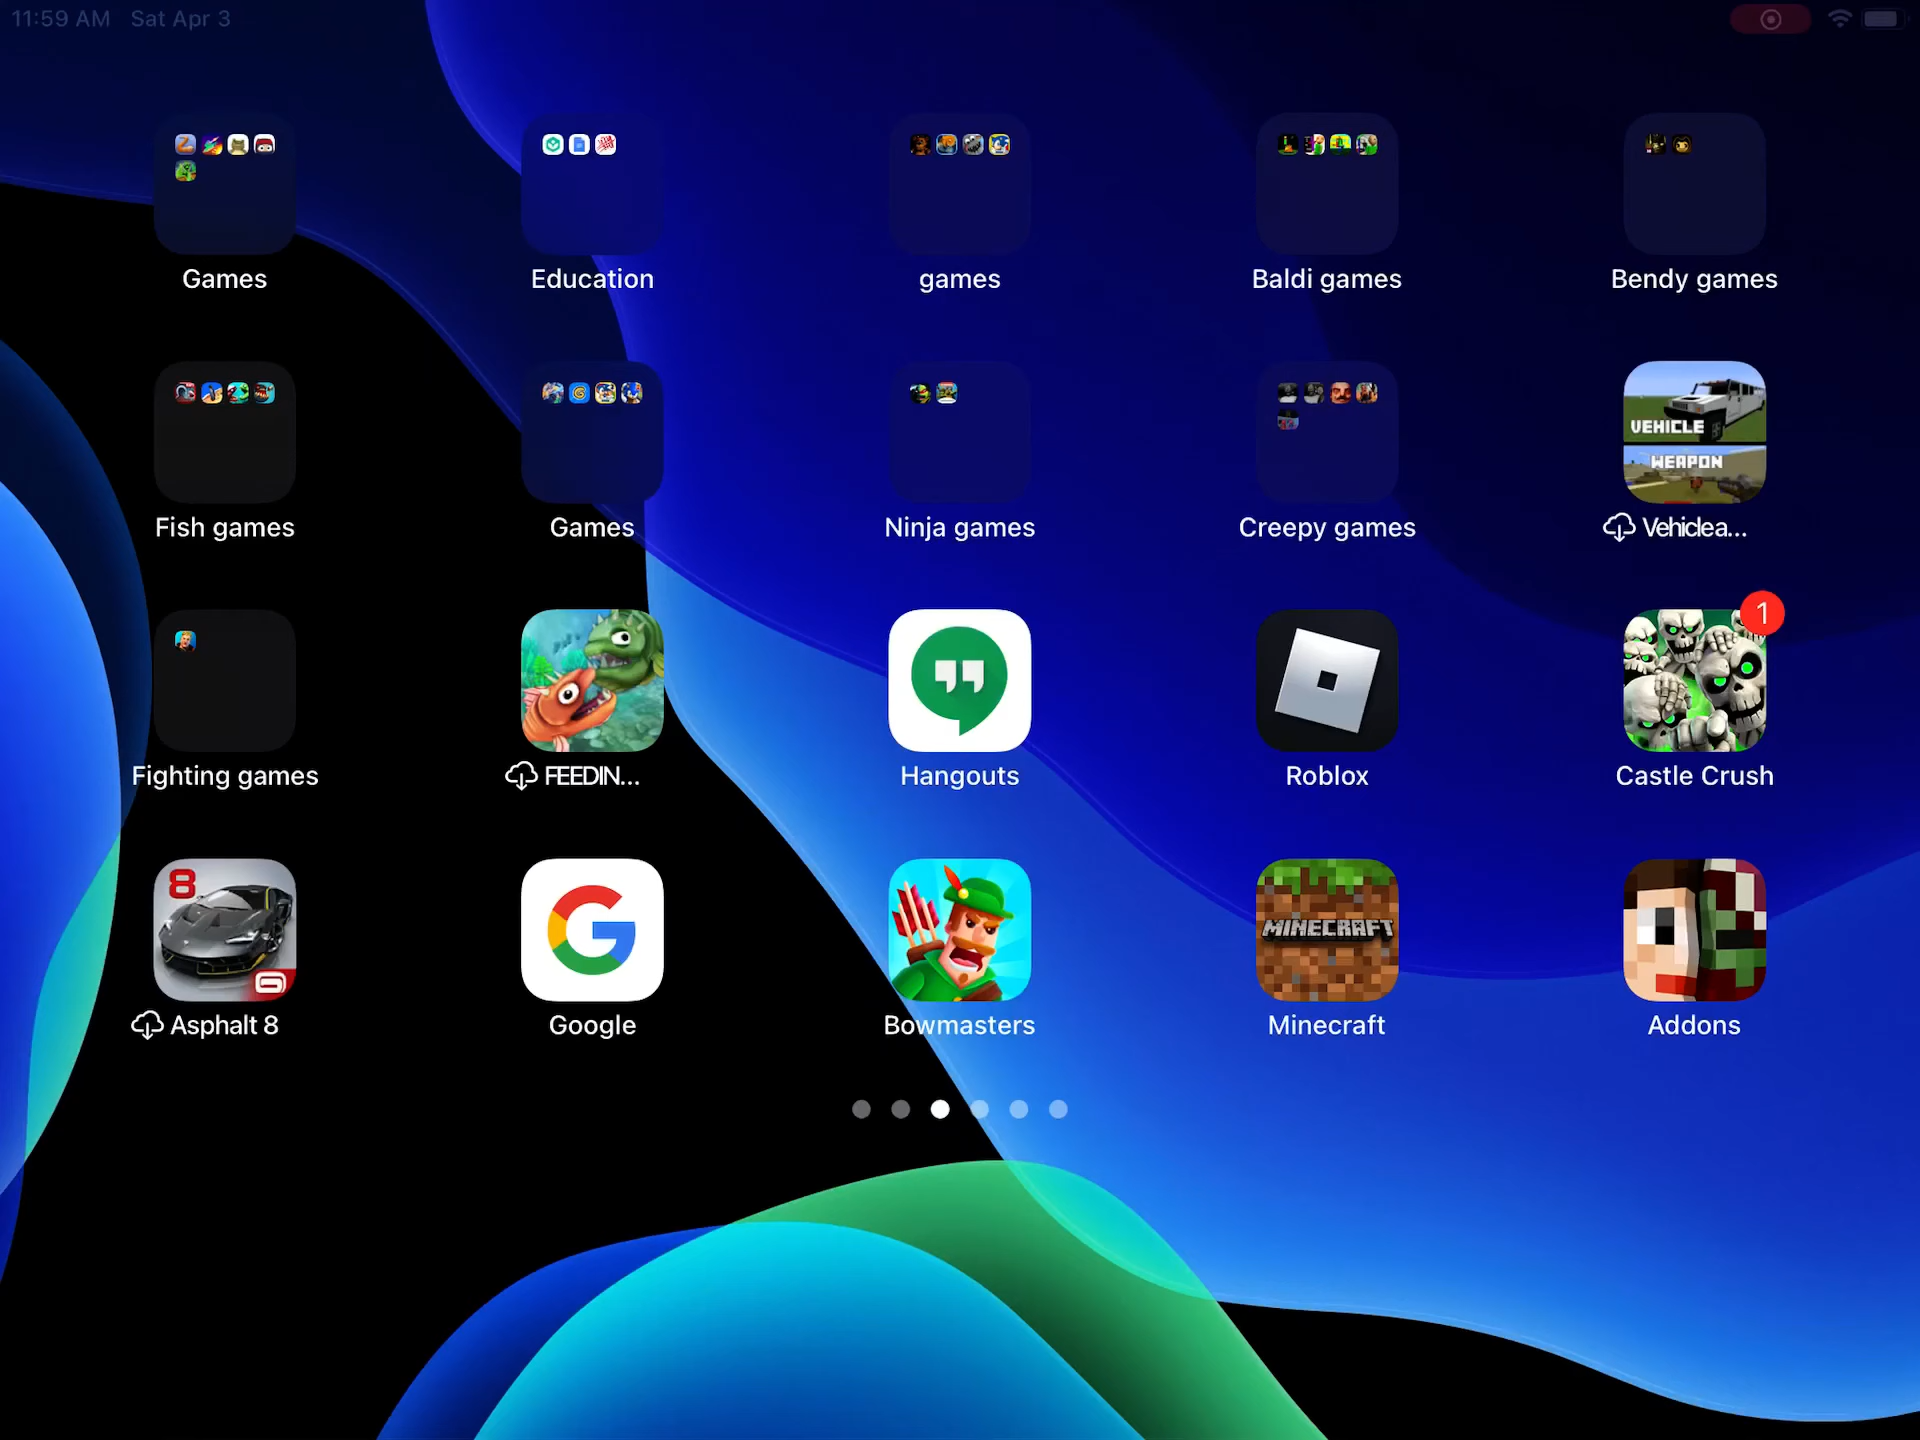 11:59 AM Sat Apr 3
Games
Education
games
Baldi games
Bendy games
Fish games
Games
Ninja games
Creepy games
VEHICLE
WEAPON
Vehiclea...
Fighting games
FEEDIN...
Hangouts
Roblox
1
Castle Crush
8
Asphalt 8
G
Google
Bowmasters
MINECRAFT
Minecraft
Addons